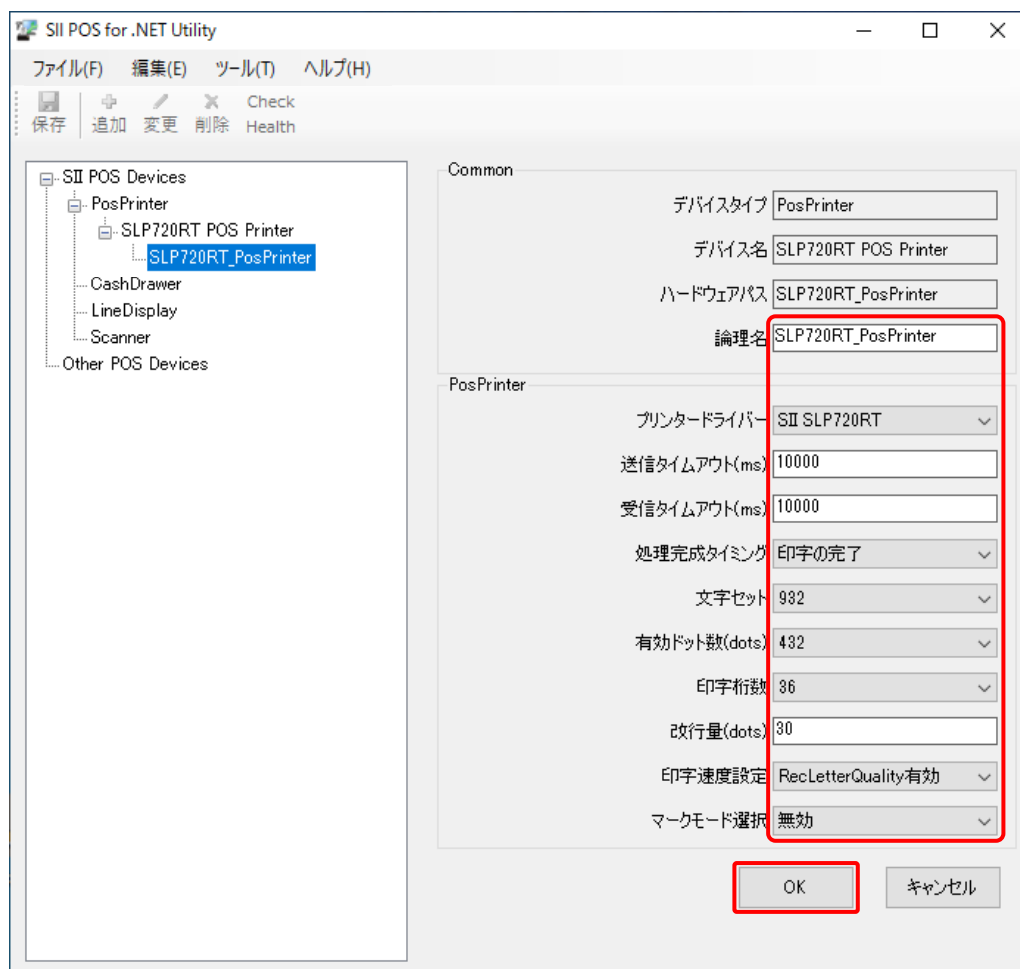 SII POS for .NET Utility
ファイル(F) 編集(E) ツール(T) ヘルプ(H)
保存 追加 変更 削除 Check Health
SII POS Devices
PosPrinter
SLP720RT POS Printer
SLP720RT_PosPrinter
CashDrawer
LineDisplay
Scanner
Other POS Devices
Common
デバイスタイプ PosPrinter
デバイス名 SLP720RT POS Printer
ハードウェアパス SLP720RT_PosPrinter
論理名 SLP720RT_PosPrinter
PosPrinter
プリンタードライバー SII SLP720RT
送信タイムアウト(ms) 10000
受信タイムアウト(ms) 10000
処理完成タイミング 印字の完了
文字セット 932
有効ドット数(dots) 432
印字桁数 36
改行量(dots) 30
印字速度設定 RecLetterQuality有効
マークモード選択 無効
OK キャンセル